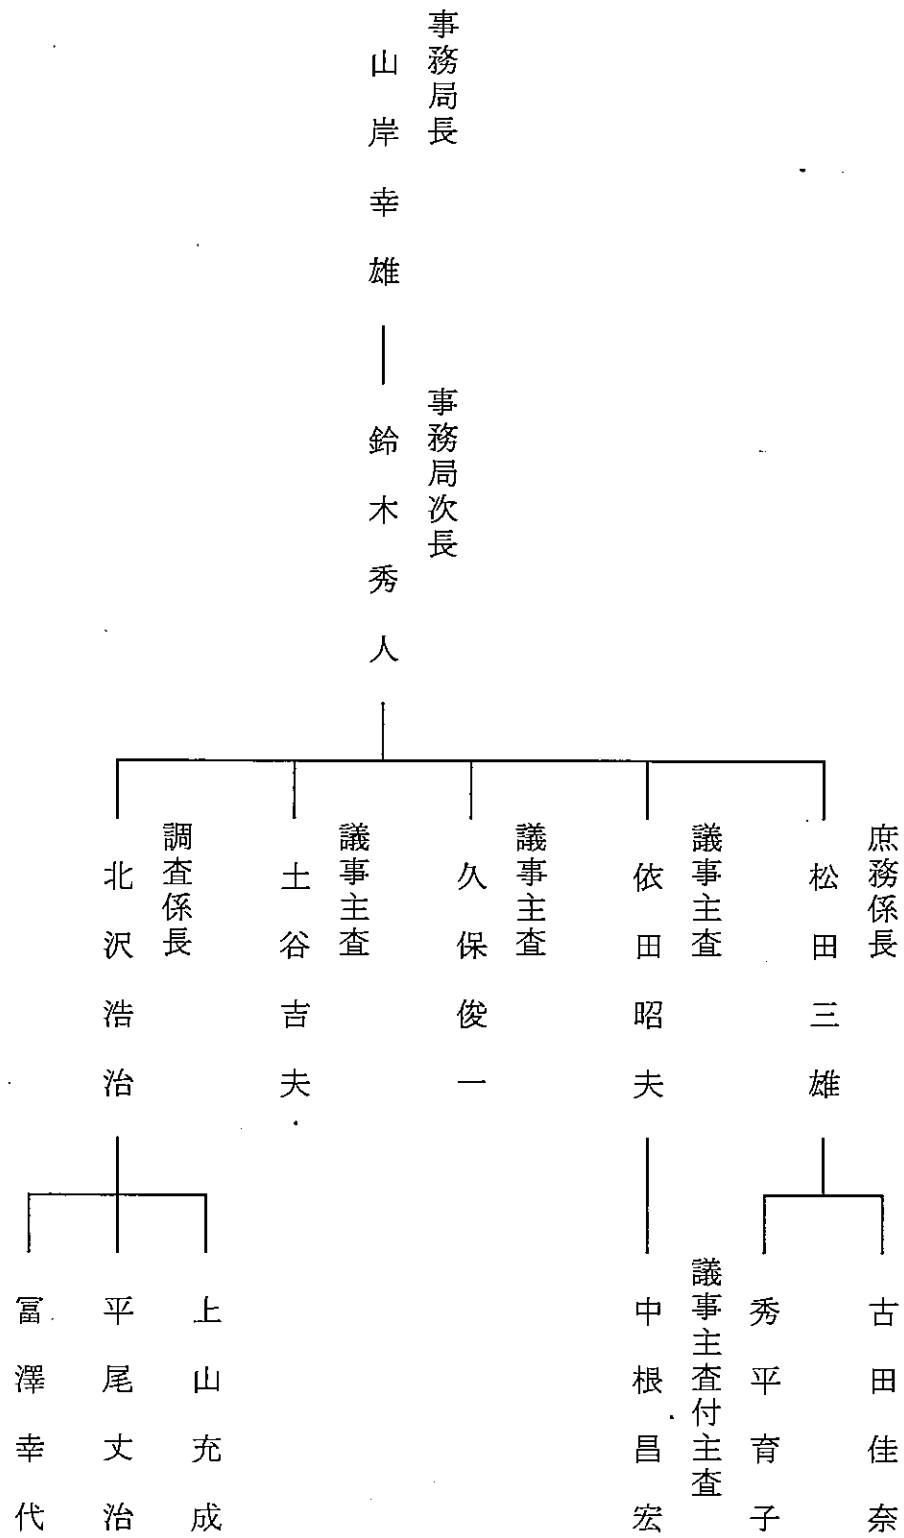 事務局長
山岸幸雄
事務局次長
鈴木秀人
庶務係長
松田三雄
古田佳奈
秀平育子
議事主査
依田昭夫
議事主査付主査
中根昌宏
議事主査
久保俊一
議事主査
土谷吉夫
調査係長
北沢浩治
上山充成
平尾丈治
冨澤幸代